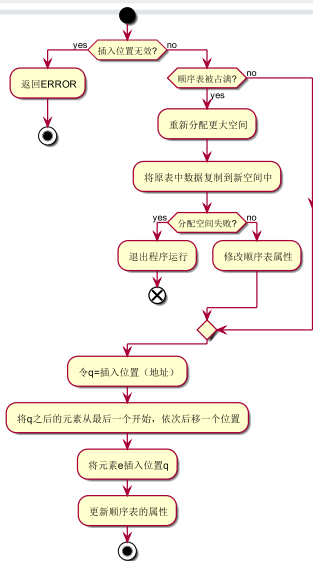 插入位置无效?
yes
no
返回ERROR
顺序表被占满?
no
yes
重新分配更大空间
将原表中数据复制到新空间中
分配空间失败?
yes
no
退出程序运行
修改顺序表属性
令q=插入位置（地址）
将q之后的元素从最后一个开始，依次后移一个位置
将元素e插入位置q
更新顺序表的属性